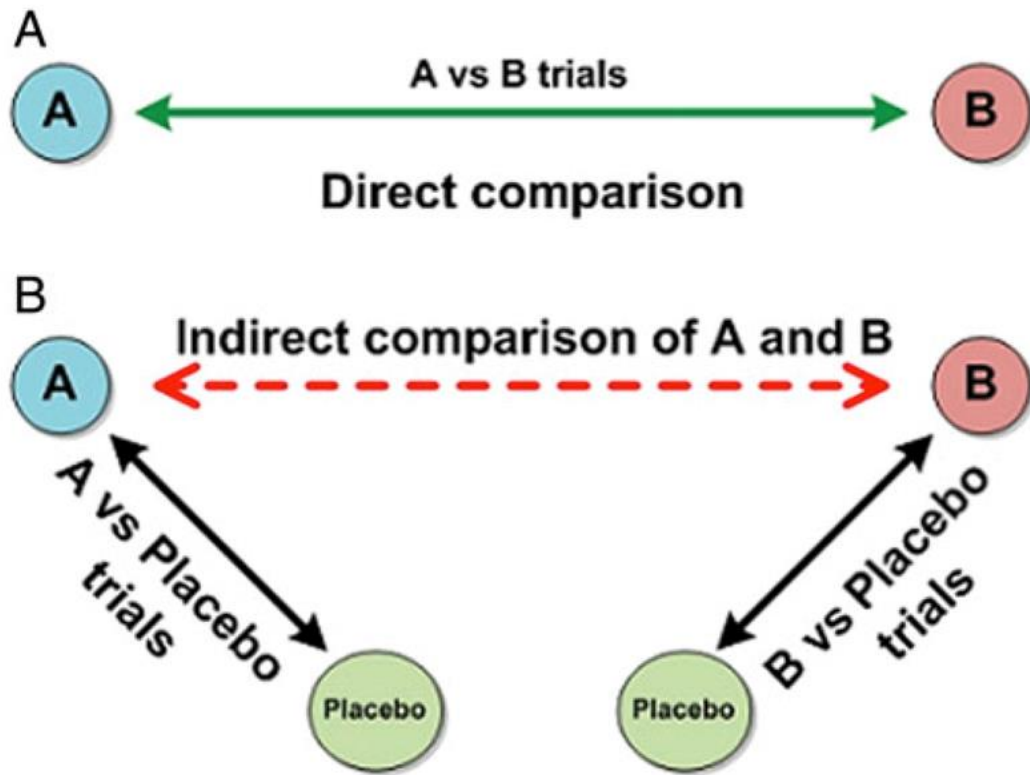 A
A vs B trials
A
B
Direct comparison
B
Indirect comparison of A and B
A
B
A vs Placebo
trials
B vs Placebo
trials
Placebo
Placebo